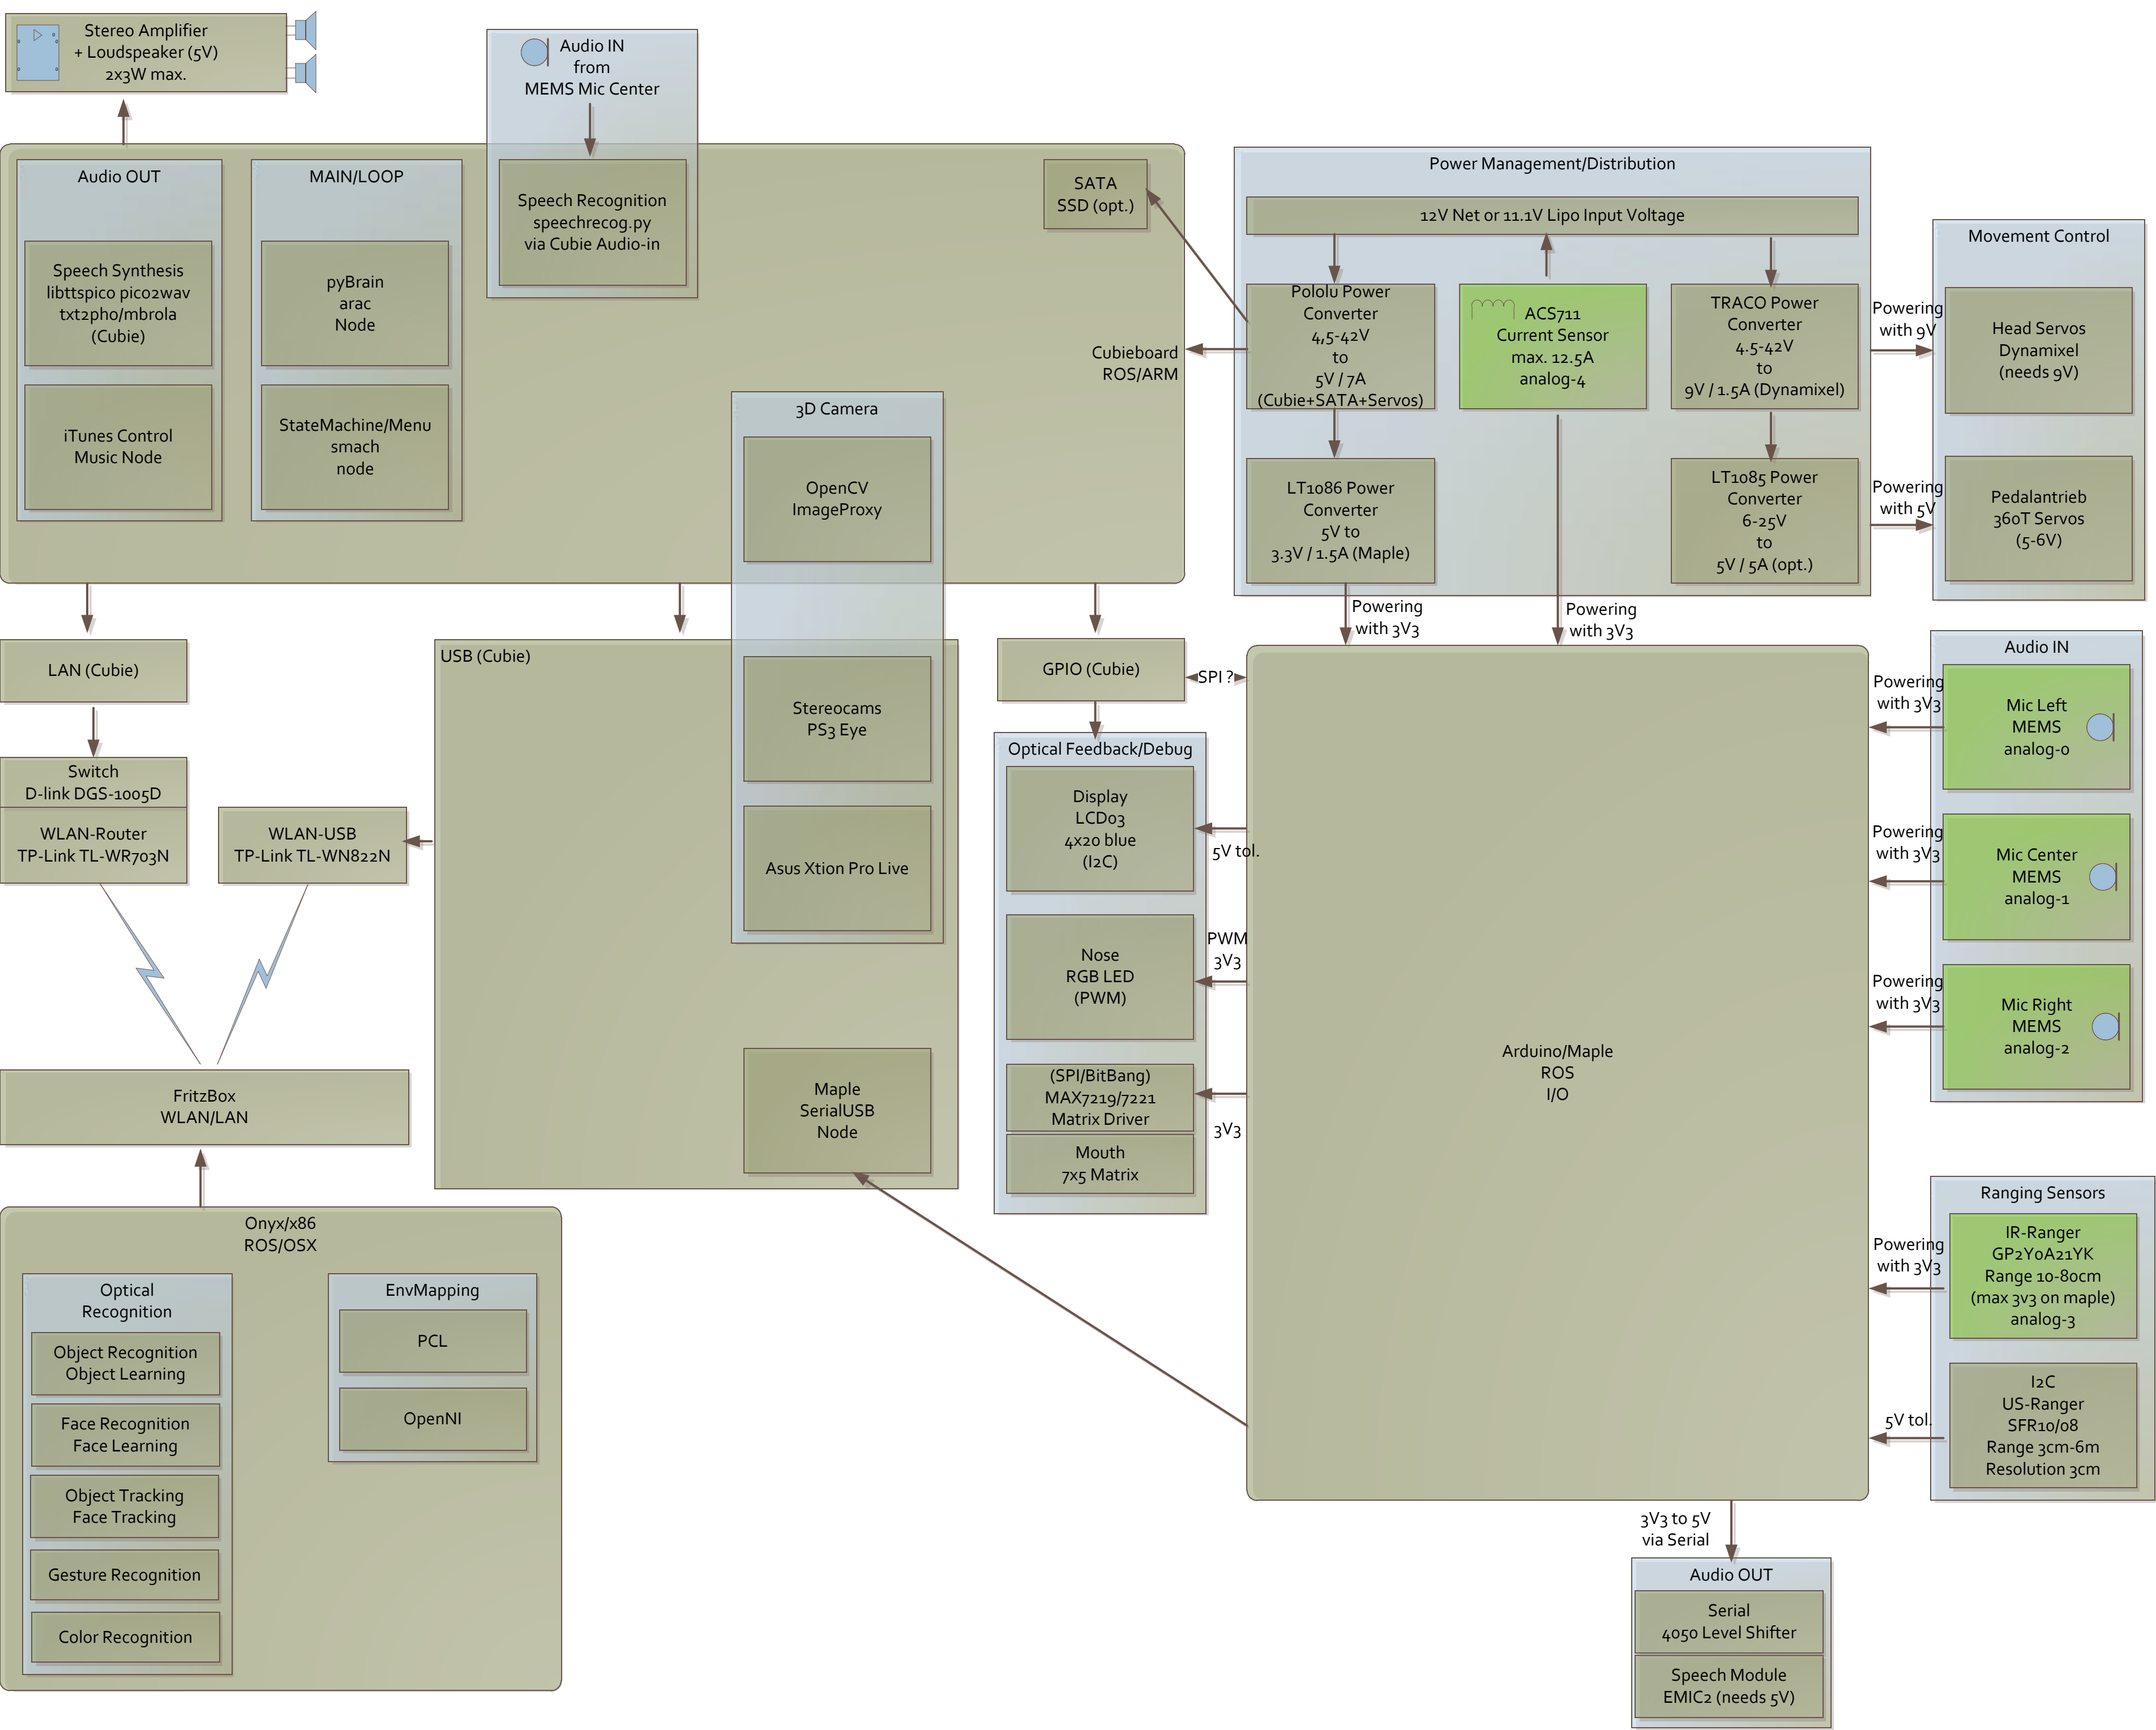 Stereo Amplifier
+ Loudspeaker (5V)
2x3W max.
Audio IN
from
MEMS Mic Center
Audio OUT
Speech Synthesis
libttspico pico2wav
txt2pho/mbrola
(Cubie)
iTunes Control
Music Node
MAIN/LOOP
pyBrain
arac
Node
StateMachine/Menu
smach
node
Speech Recognition
speechrecog.py
via Cubie Audio-in
SATA
SSD (opt.)
Cubieboard
ROS/ARM
3D Camera
OpenCV
ImageProxy
Stereocams
PS3 Eye
Asus Xtion Pro Live
Power Management/Distribution
12V Net or 11.1V Lipo Input Voltage
Pololu Power
Converter
4,5-42V
to
5V / 7A
(Cubie+SATA+Servos)
ACS711
Current Sensor
max. 12.5A
analog-4
TRACO Power
Converter
4.5-42V
to
9V / 1.5A (Dynamixel)
LT1086 Power
Converter
5V to
3.3V / 1.5A (Maple)
LT1085 Power
Converter
6-25V
to
5V / 5A (opt.)
Powering
with 9V
Powering
with 5V
Movement Control
Head Servos
Dynamixel
(needs 9V)
Pedalantrieb
360T Servos
(5-6V)
Powering
with 3V3
Powering
with 3V3
LAN (Cubie)
Switch
D-link DGS-1005D
WLAN-Router
TP-Link TL-WR703N
WLAN-USB
TP-Link TL-WN822N
FritzBox
WLAN/LAN
USB (Cubie)
Maple
SerialUSB
Node
GPIO (Cubie)
SPI ?
Optical Feedback/Debug
Display
LCD03
4x20 blue
(I2C)
5V tol.
Nose
RGB LED
(PWM)
PWM
3V3
(SPI/BitBang)
MAX7219/7221
Matrix Driver
3V3
Mouth
7x5 Matrix
Arduino/Maple
ROS
I/O
Audio IN
Powering
with 3V3
Mic Left
MEMS
analog-0
Powering
with 3V3
Mic Center
MEMS
analog-1
Powering
with 3V3
Mic Right
MEMS
analog-2
Ranging Sensors
Powering
with 3V3
IR-Ranger
GP2Y0A21YK
Range 10-80cm
(max 3v3 on maple)
analog-3
5V tol.
I2C
US-Ranger
SFR10/08
Range 3cm-6m
Resolution 3cm
3V3 to 5V
via Serial
Audio OUT
Serial
4050 Level Shifter
Speech Module
EMIC2 (needs 5V)
Onyx/x86
ROS/OSX
Optical
Recognition
Object Recognition
Object Learning
Face Recognition
Face Learning
Object Tracking
Face Tracking
Gesture Recognition
Color Recognition
EnvMapping
PCL
OpenNI